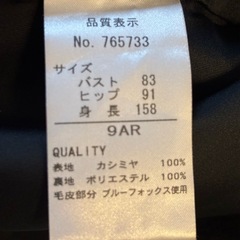 品質表示
No. 765733
サイズ
バスト 83
ヒップ 91
身長 158
9AR
QUALITY
表地 カシミヤ 100%
裏地 ポリエステル 100%
毛皮部分 ブルーフォックス使用